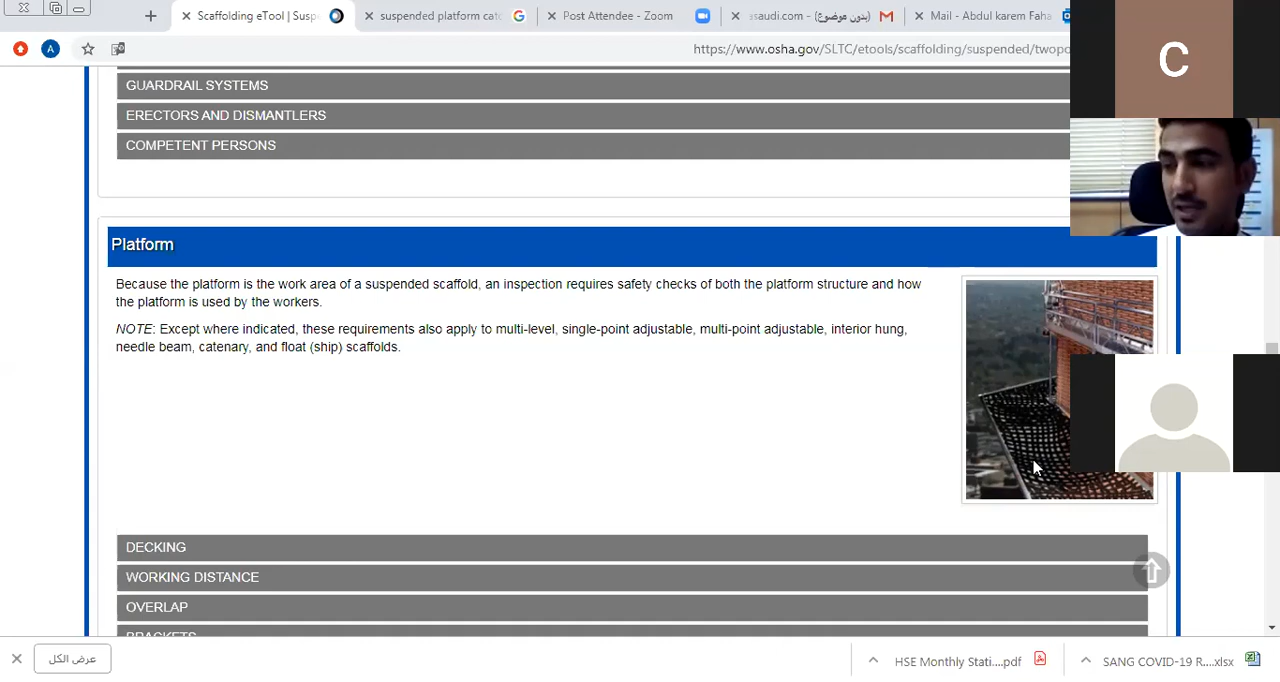 Scaffolding eTool | Susp
suspended platform cato
Post Attendee - Zoom
ssaudi.com - (بدون موضوع)
Mail - Abdul karem Faha
A
https://www.osha.gov/SLTC/etools/scaffolding/suspended/twopo
C
GUARDRAIL SYSTEMS
ERECTORS AND DISMANTLERS
COMPETENT PERSONS
Platform
Because the platform is the work area of a suspended scaffold, an inspection requires safety checks of both the platform structure and how
the platform is used by the workers.
NOTE: Except where indicated, these requirements also apply to multi-level, single-point adjustable, multi-point adjustable, interior hung,
needle beam, catenary, and float (ship) scaffolds.
DECKING
WORKING DISTANCE
OVERLAP
BRACKETS
عرض الكل
HSE Monthly Stati....pdf
SANG COVID-19 R....xlsx